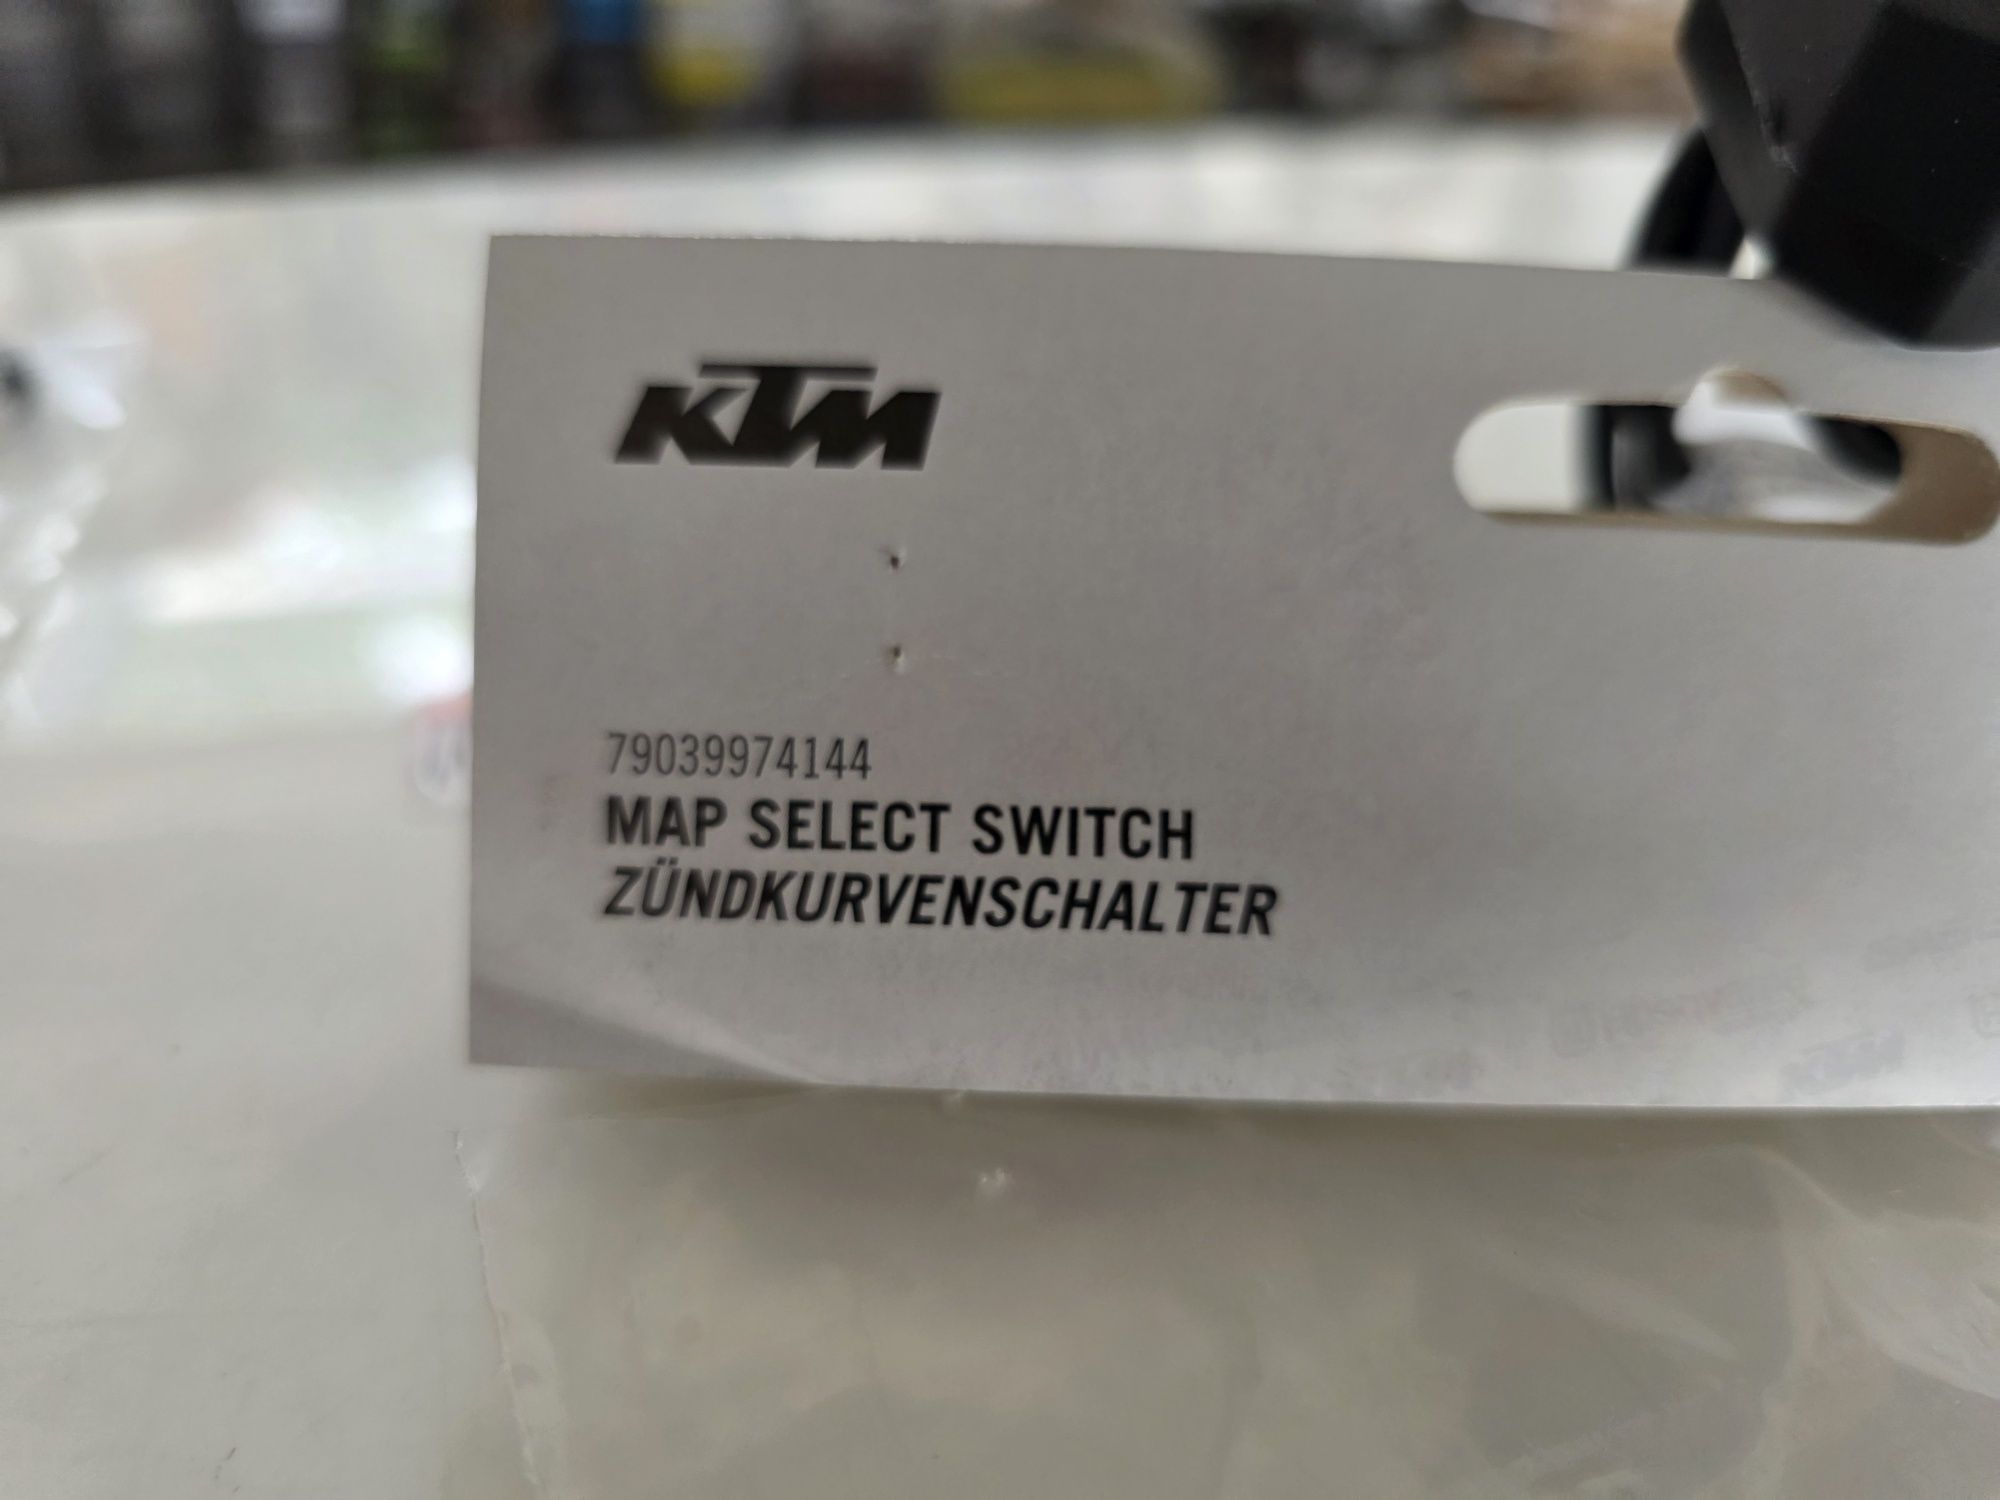 KTM
79039974144
MAP SELECT SWITCH
ZÜNDKURVENSCHALTER